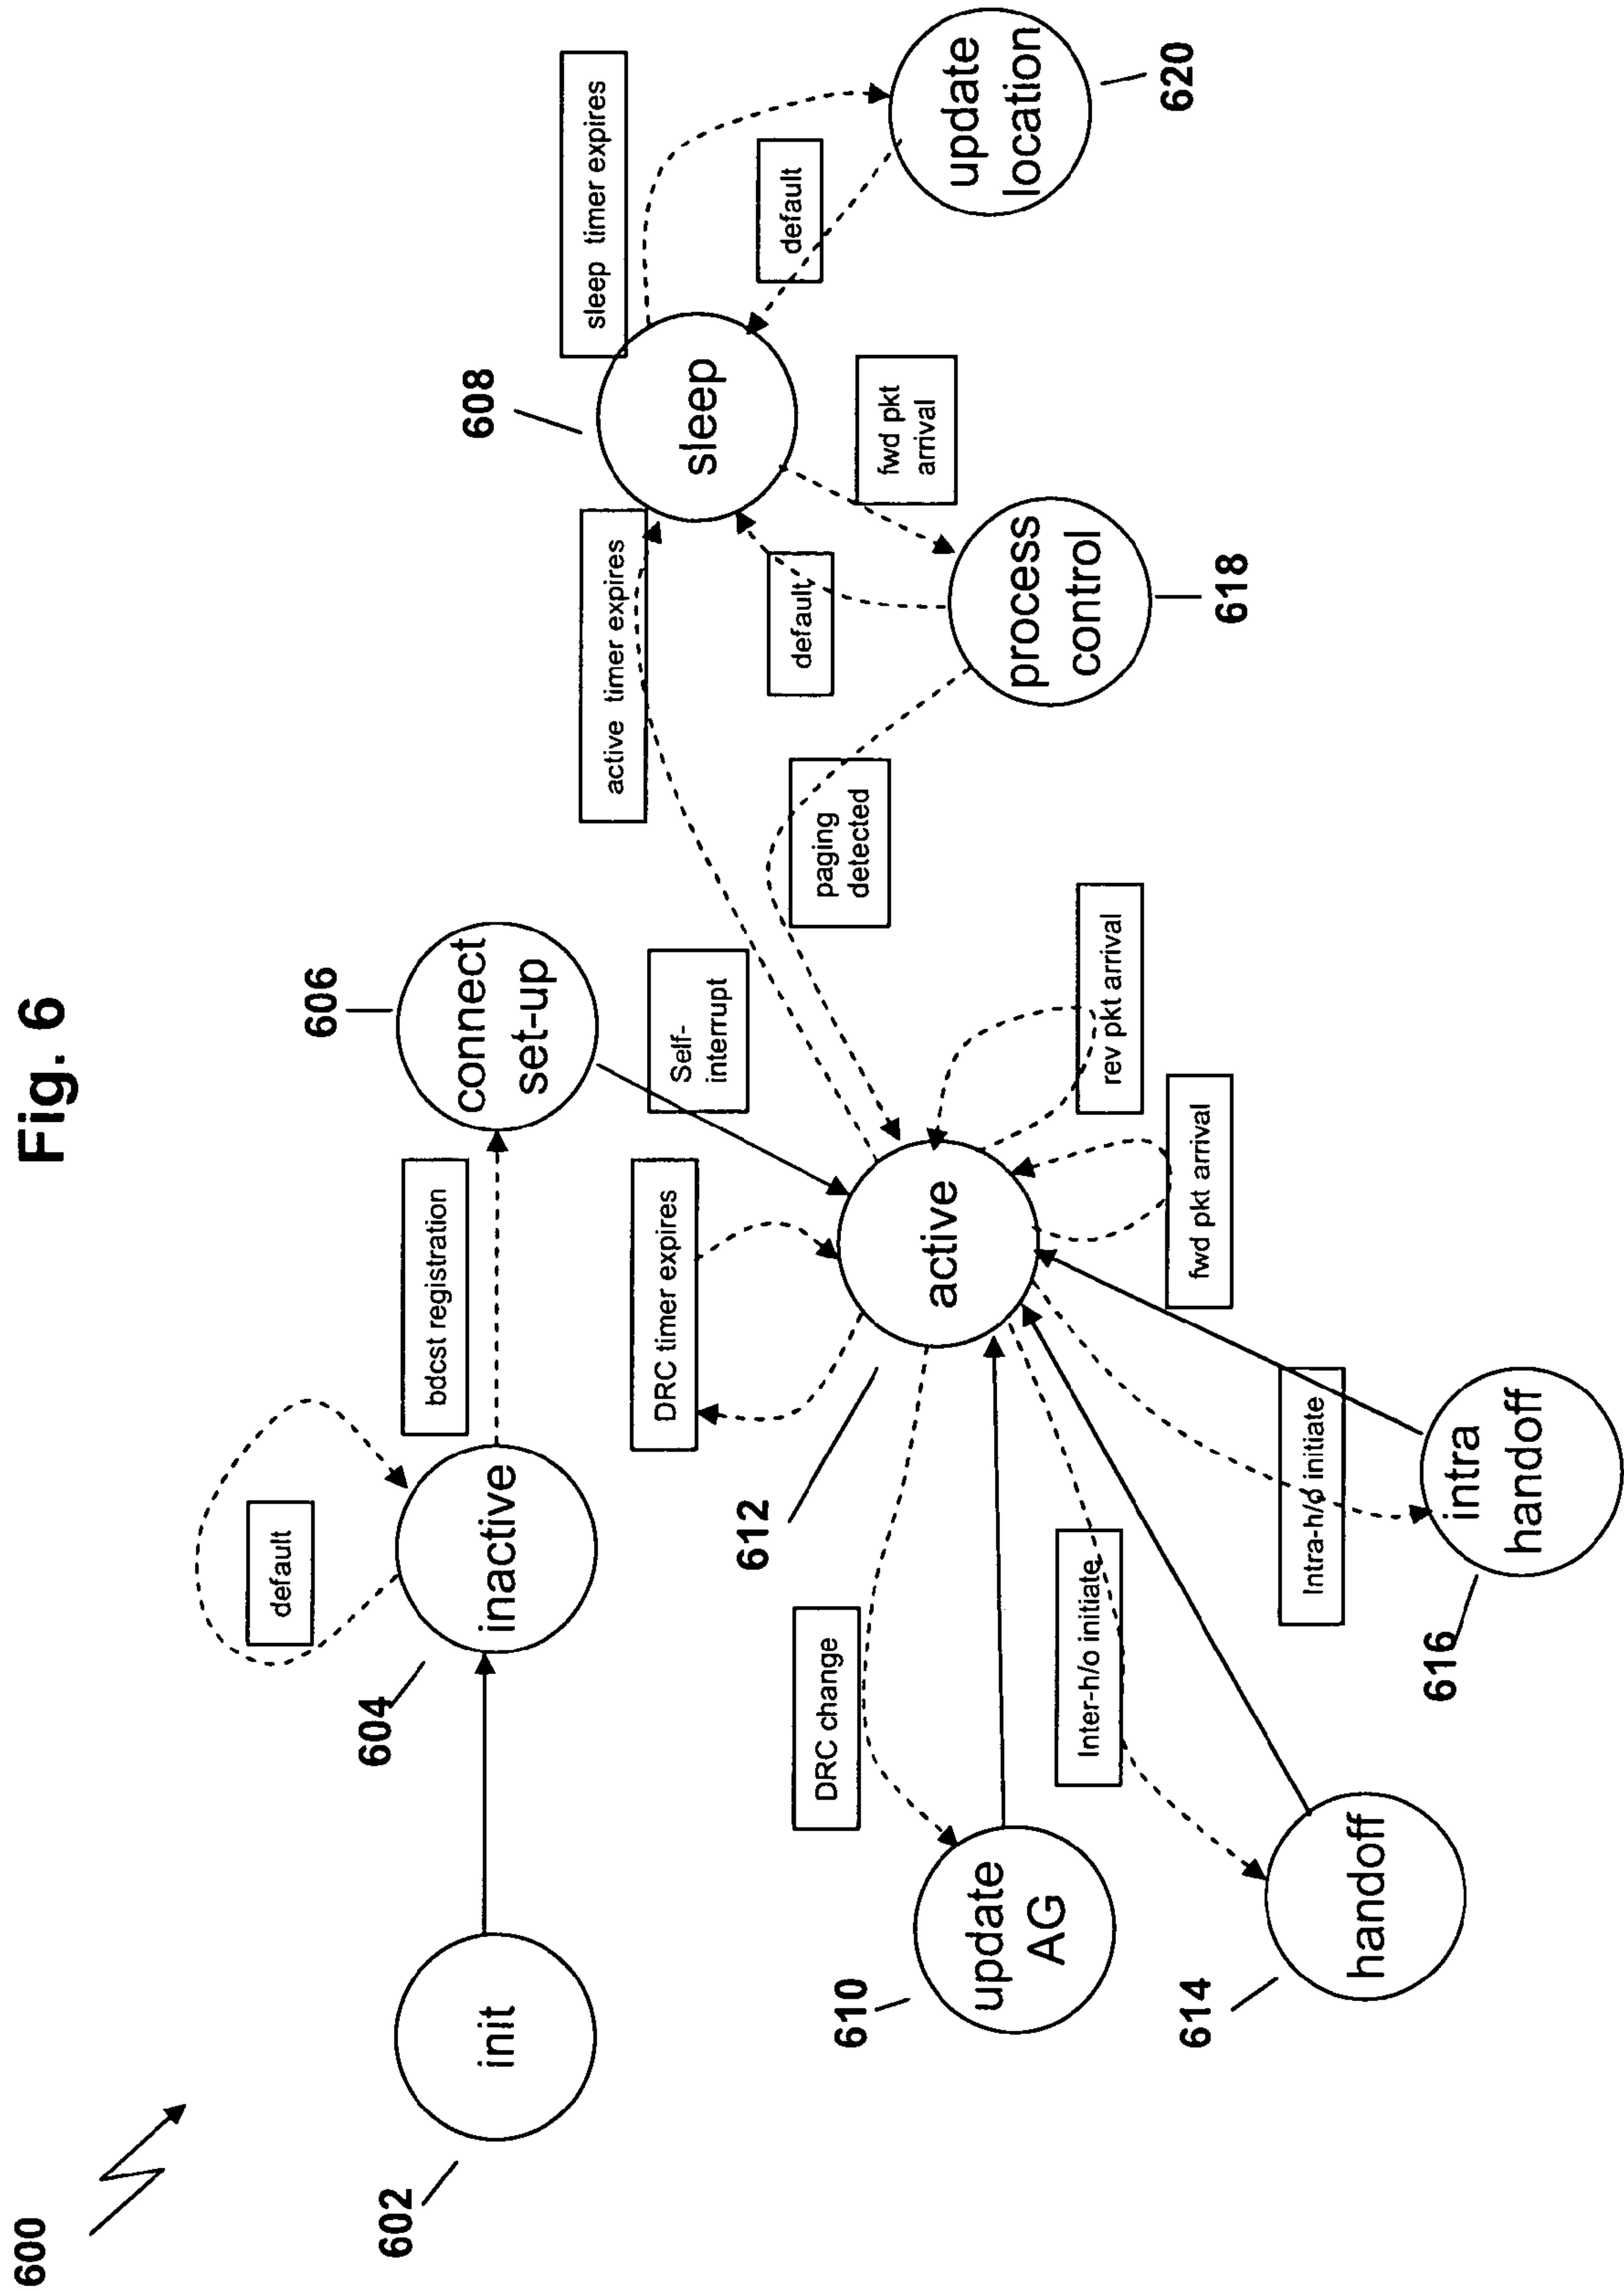 Fig. 6
600
602
init
604
inactive
default
bdcst registration
606
connect
set-up
Self-
interrupt
608
sleep
sleep timer expires
active timer expires
default
update
location
620
fwd pkt
arrival
default
process
control
618
paging
detected
DRC timer expires
612
active
rev pkt arrival
fwd pkt arrival
DRC change
610
update
AG
Inter-h/o initiate
614
handoff
Intra-h/o initiate
616
intra
handoff